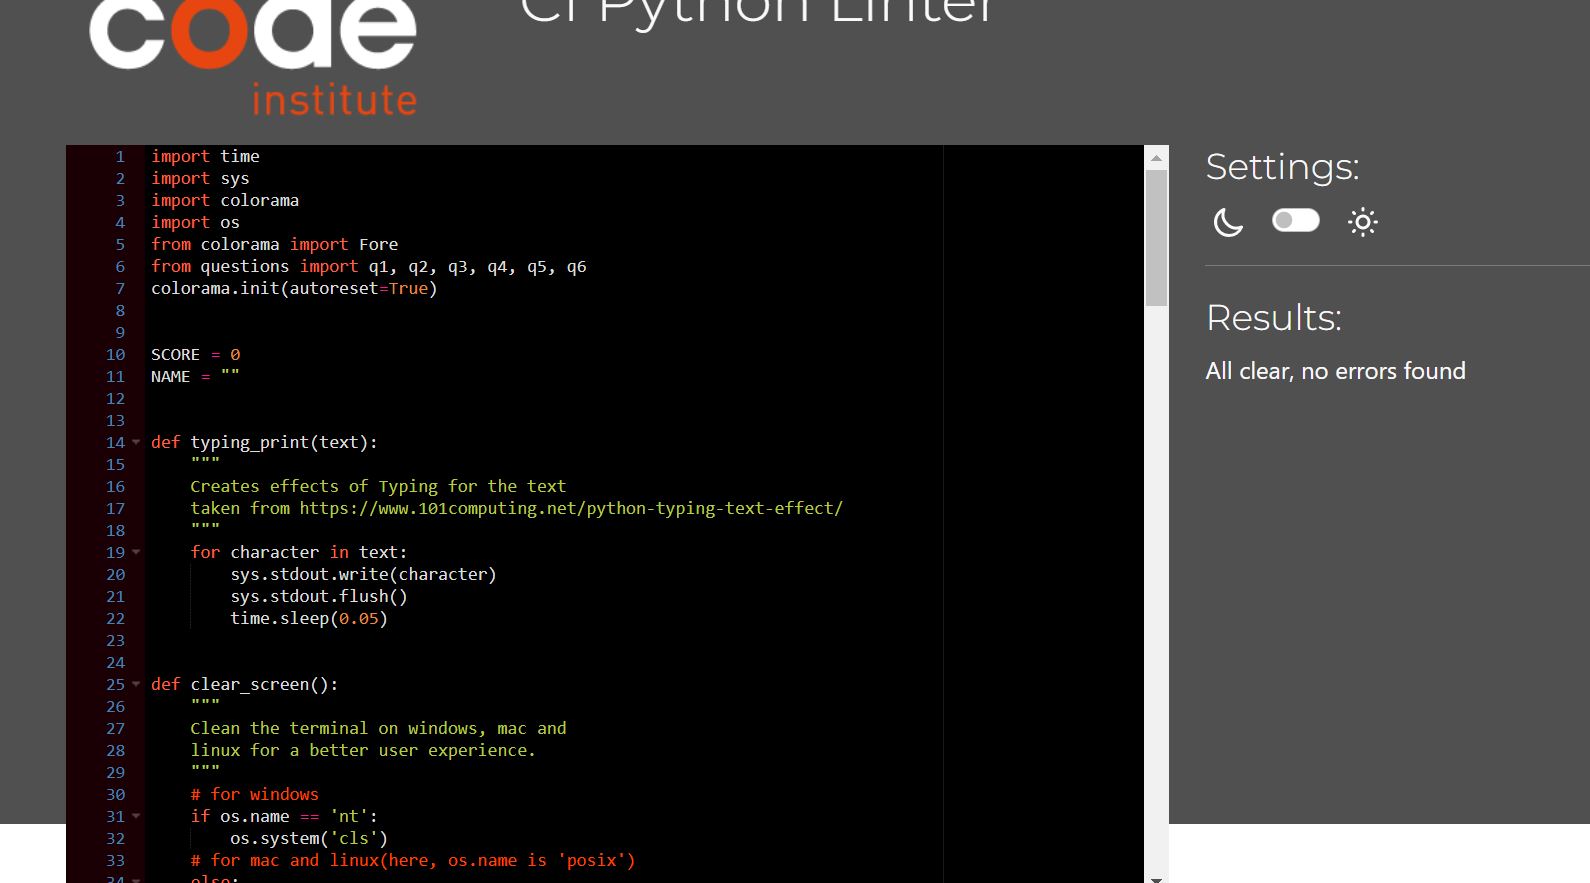 CI Python Linter
code
institute
1 import time
2 import sys
3 import colorama
4 import os
5 from colorama import Fore
6 from questions import q1, q2, q3, q4, q5, q6
7 colorama.init(autoreset=True)
8
9
10 SCORE = 0
11 NAME = ""
12
13
14 def typing_print(text):
15     """
16     Creates effects of Typing for the text
17     taken from https://www.101computing.net/python-typing-text-effect/
18     """
19     for character in text:
20         sys.stdout.write(character)
21         sys.stdout.flush()
22         time.sleep(0.05)
23
24
25 def clear_screen():
26     """
27     Clean the terminal on windows, mac and
28     linux for a better user experience.
29     """
30     # for windows
31     if os.name == 'nt':
32         os.system('cls')
33     # for mac and linux(here, os.name is 'posix')
34     else:
Settings:
Results:
All clear, no errors found